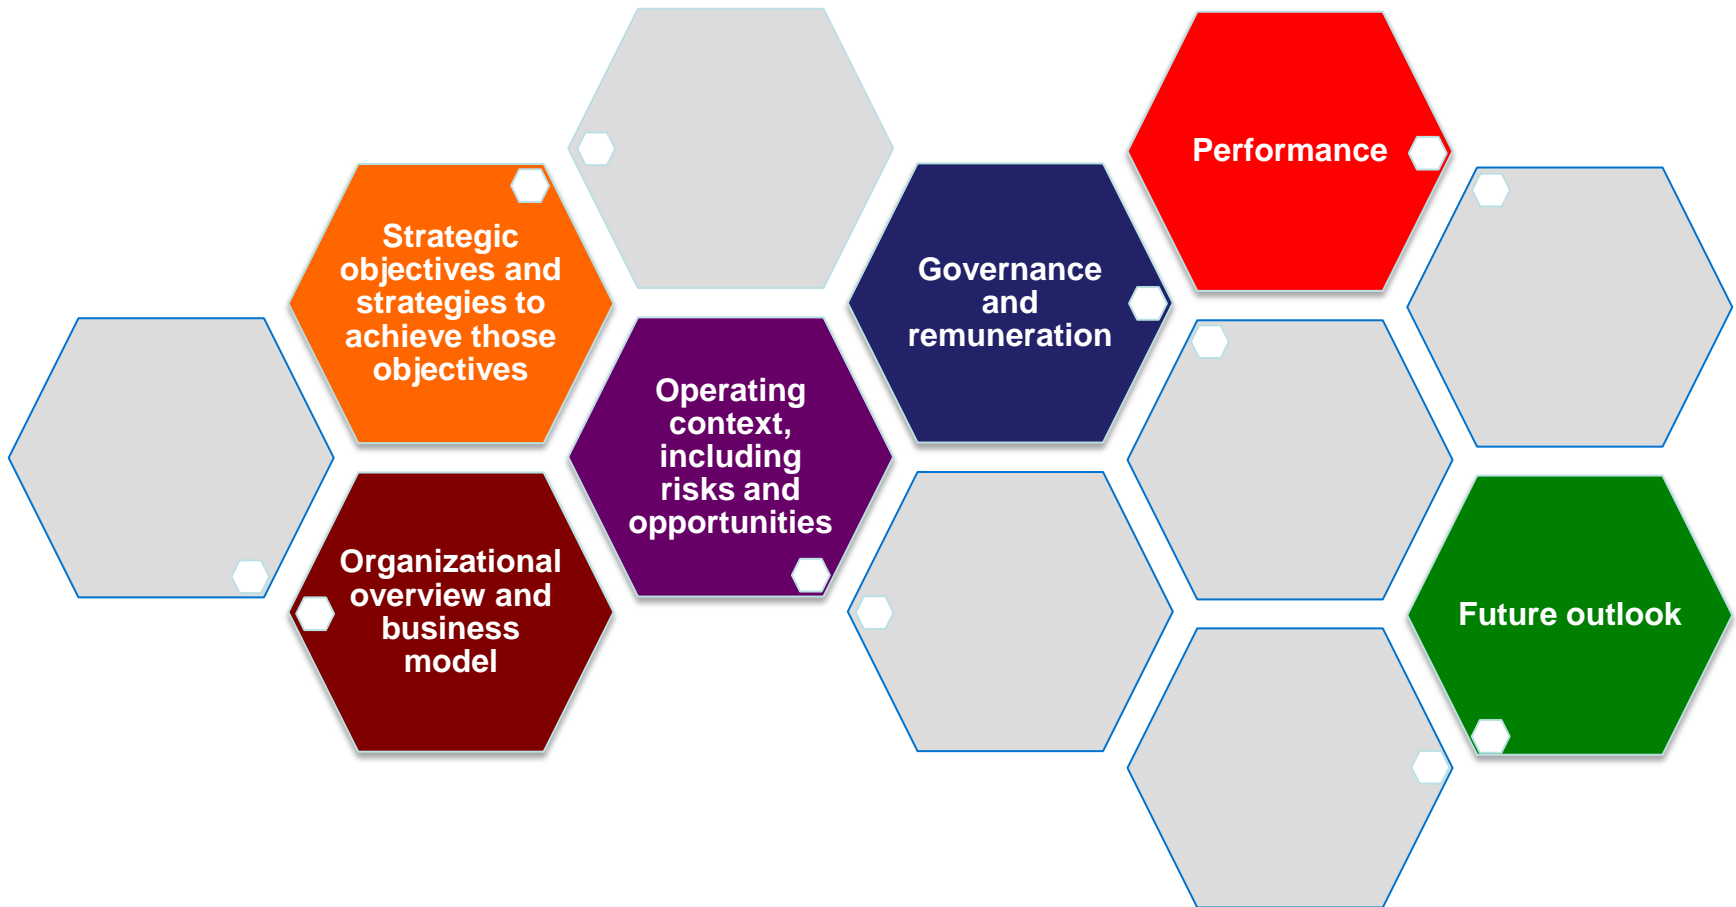 Performance
Strategic
objectives and
strategies to
achieve those
objectives
Governance
and
remuneration
Operating
context,
including
risks and
opportunities
Organizational
overview and
business
model
Future outlook